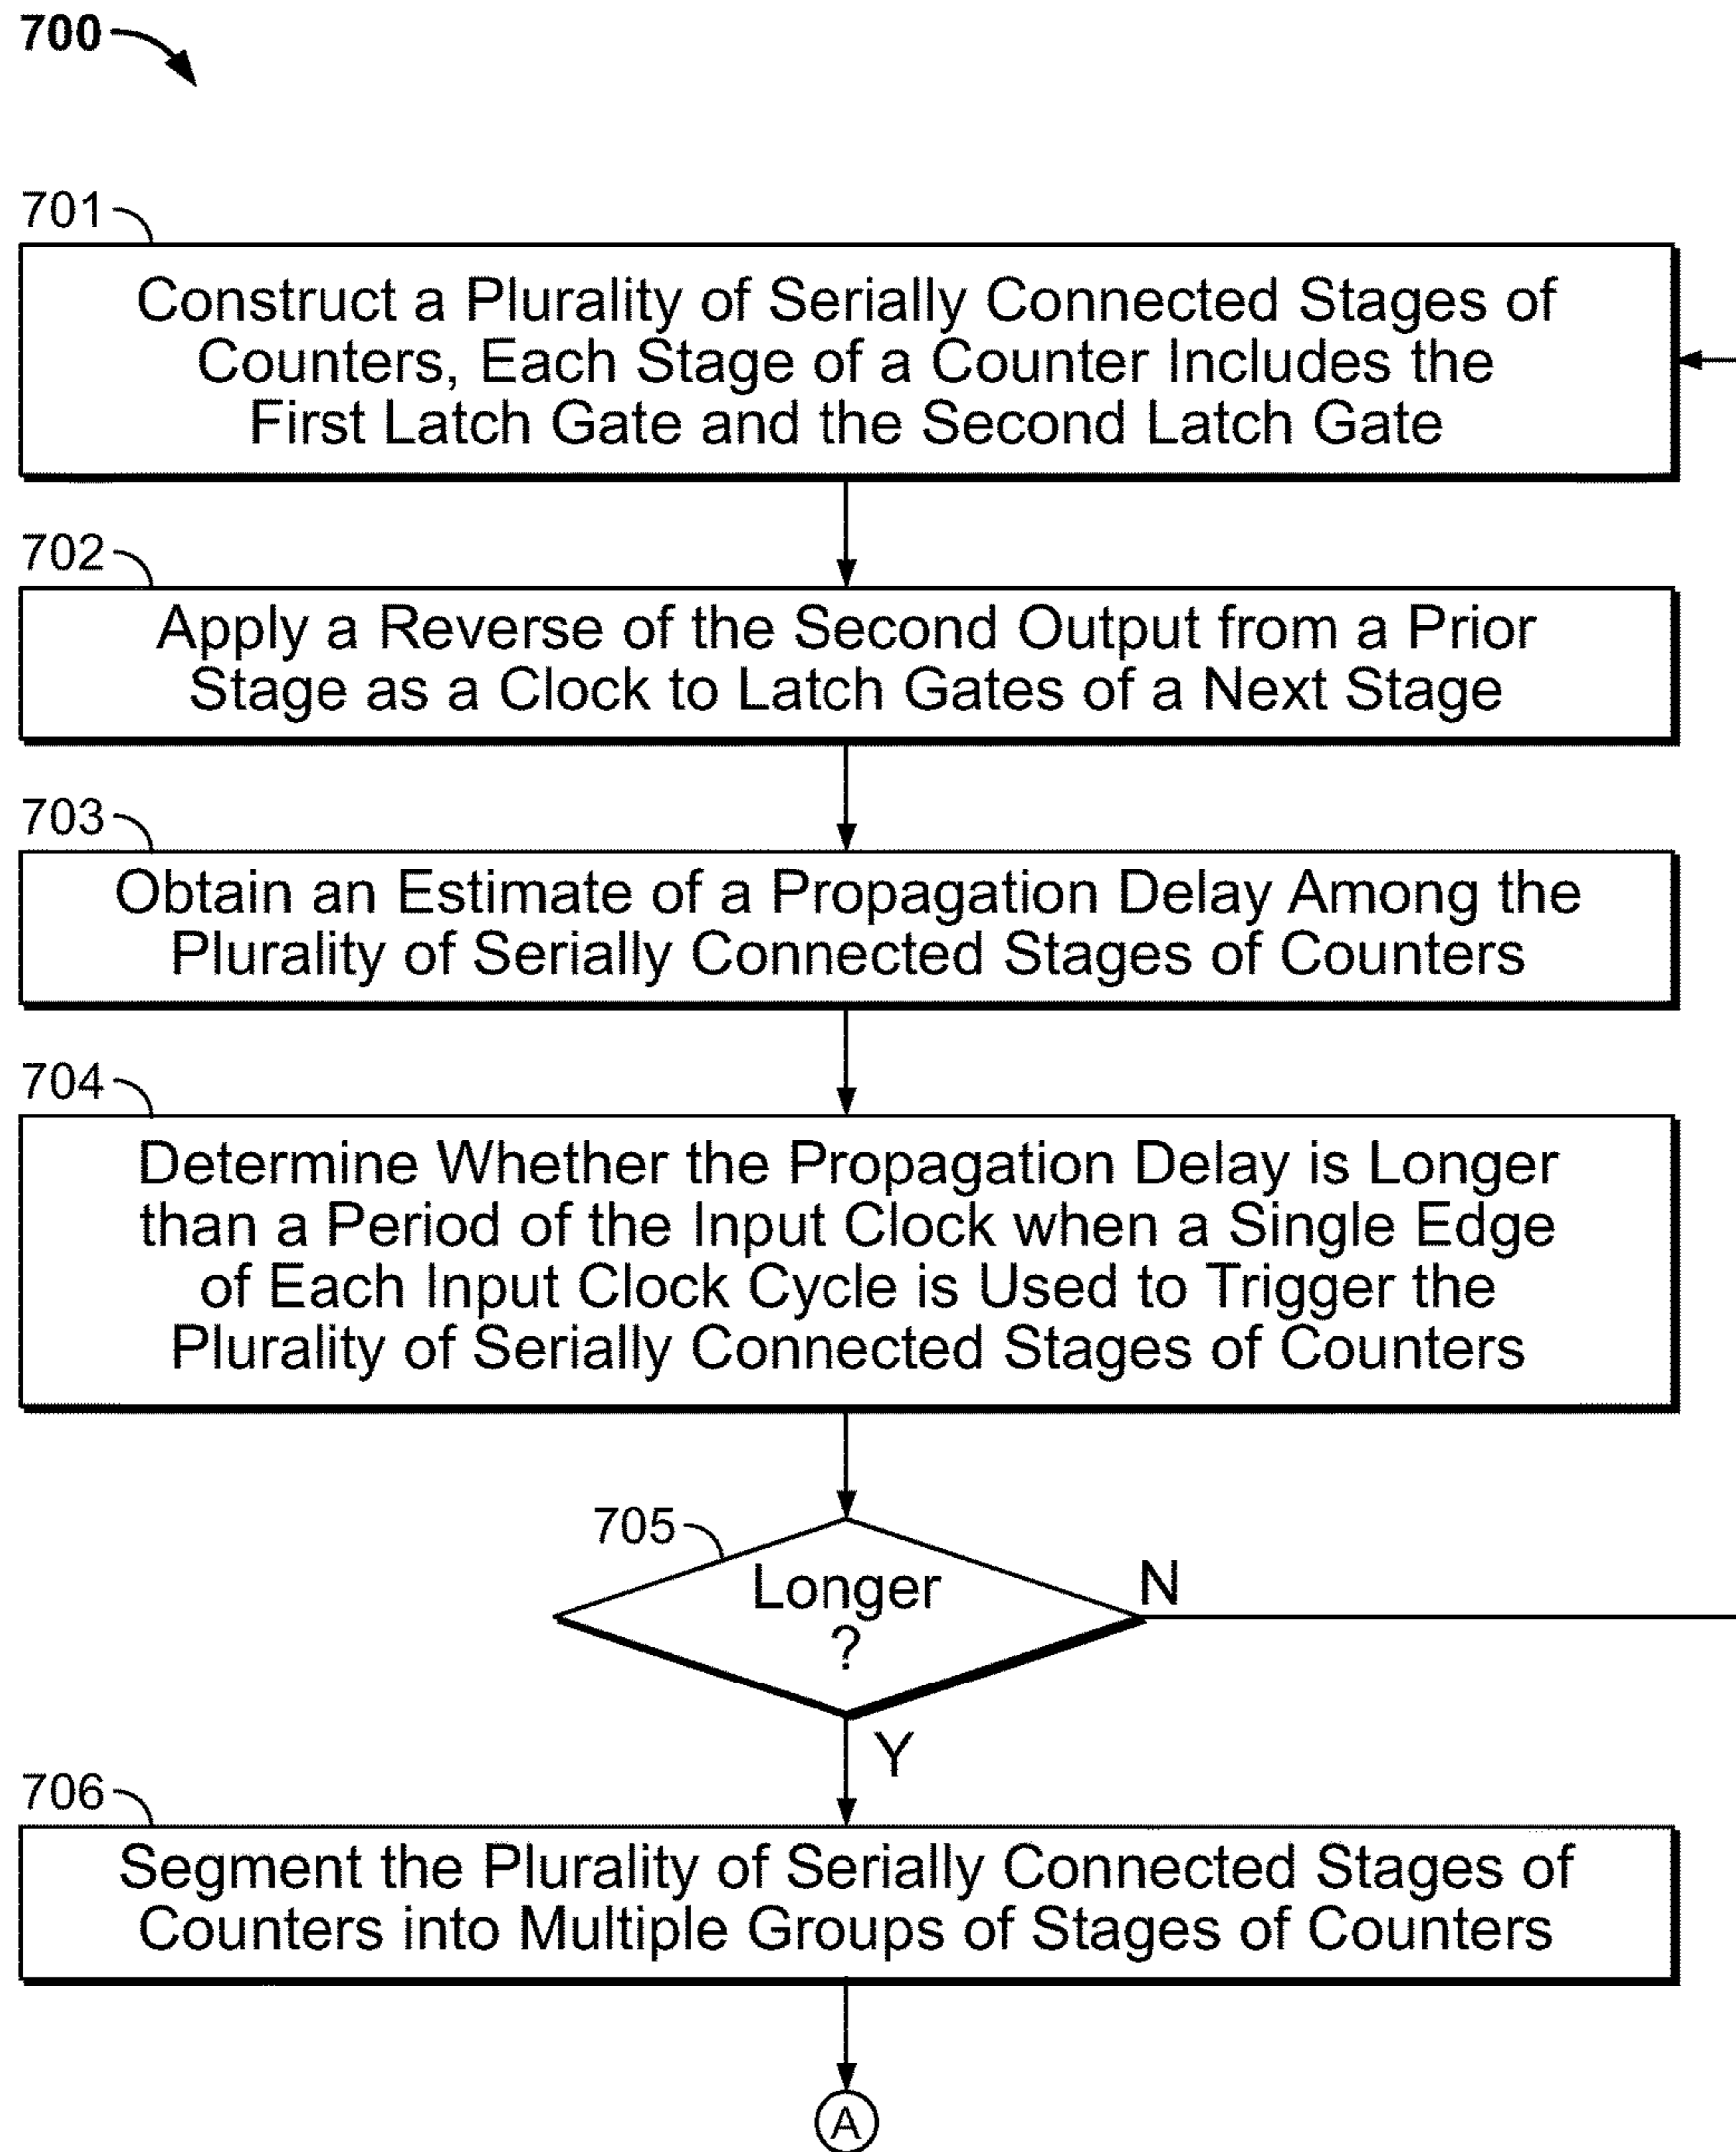 700
701
Construct a Plurality of Serially Connected Stages of
Counters, Each Stage of a Counter Includes the
First Latch Gate and the Second Latch Gate
702
Apply a Reverse of the Second Output from a Prior
Stage as a Clock to Latch Gates of a Next Stage
703
Obtain an Estimate of a Propagation Delay Among the
Plurality of Serially Connected Stages of Counters
704
Determine Whether the Propagation Delay is Longer
than a Period of the Input Clock when a Single Edge
of Each Input Clock Cycle is Used to Trigger the
Plurality of Serially Connected Stages of Counters
705
Longer
?
N
Y
706
Segment the Plurality of Serially Connected Stages of
Counters into Multiple Groups of Stages of Counters
A